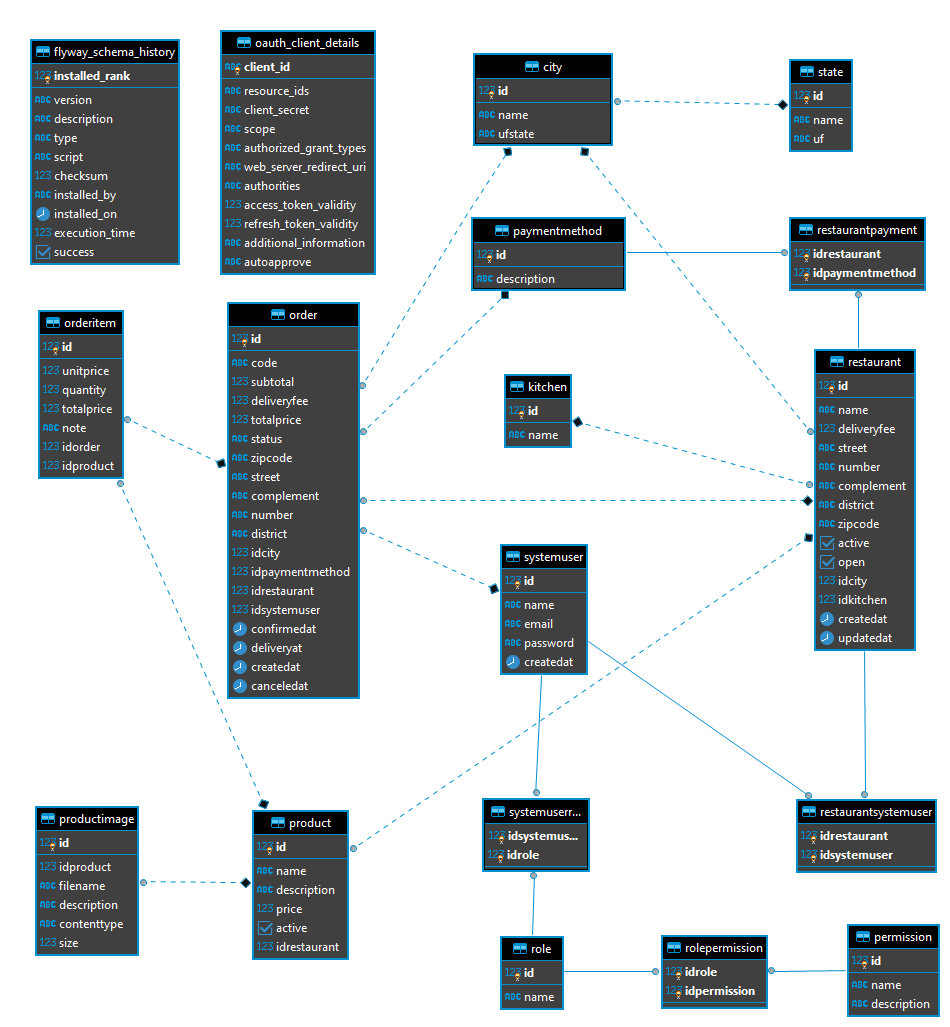 flyway_schema_history
123 installed_rank
ABC version
ABC description
ABC type
ABC script
123 checksum
ABC installed_by
installed_on
123 execution_time
success
oauth_client_details
ABC client_id
ABC resource_ids
ABC client_secret
ABC scope
ABC authorized_grant_types
ABC web_server_redirect_uri
ABC authorities
123 access_token_validity
123 refresh_token_validity
ABC additional_information
ABC autoapprove
city
123 id
ABC name
ABC ufstate
state
123 id
ABC name
ABC uf
paymentmethod
123 id
ABC description
restaurantpayment
123 idrestaurant
123 idpaymentmethod
orderitem
123 id
123 unitprice
123 quantity
123 totalprice
ABC note
123 idorder
123 idproduct
order
123 id
ABC code
123 subtotal
123 deliveryfee
123 totalprice
ABC status
ABC zipcode
ABC street
ABC complement
ABC number
ABC district
123 idcity
123 idpaymentmethod
123 idrestaurant
123 idsystemuser
confirmedat
deliveryat
createdat
canceledat
kitchen
123 id
ABC name
restaurant
123 id
ABC name
123 deliveryfee
ABC street
ABC number
ABC complement
ABC district
ABC zipcode
active
open
123 idcity
123 idkitchen
createdat
updatedat
systemuser
123 id
ABC name
ABC email
ABC password
createdat
productimage
123 id
123 idproduct
ABC filename
ABC description
ABC contenttype
123 size
product
123 id
ABC name
ABC description
123 price
active
123 idrestaurant
systemuserr...
123 idsystemus...
123 idrole
restaurantsystemuser
123 idrestaurant
123 idsystemuser
role
123 id
ABC name
rolepermission
123 idrole
123 idpermission
permission
123 id
ABC name
ABC description